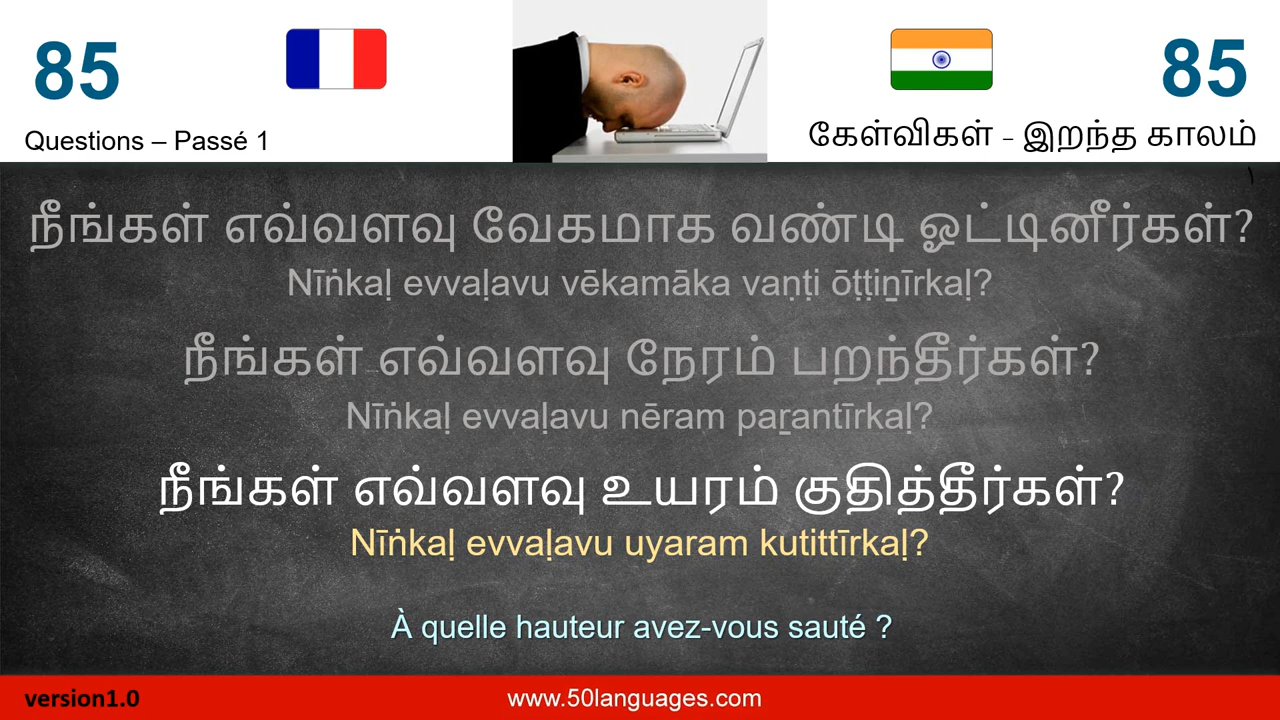 85
85
Questions – Passé 1
கேள்விகள் – இறந்த காலம்
நீங்கள் எவ்வளவு வேகமாக வண்டி ஓட்டினீர்கள்?
Nīṅkaḷ evvaḷavu vēkamāka vaṇṭi ōṭṭiṉīrkaḷ?
நீங்கள் எவ்வளவு நேரம் பறந்தீர்கள்?
Nīṅkaḷ evvaḷavu nēram paṟantīrkaḷ?
நீங்கள் எவ்வளவு உயரம் குதித்தீர்கள்?
Nīṅkaḷ evvaḷavu uyaram kutittīrkaḷ?
À quelle hauteur avez-vous sauté ?
version1.0
www.50languages.com